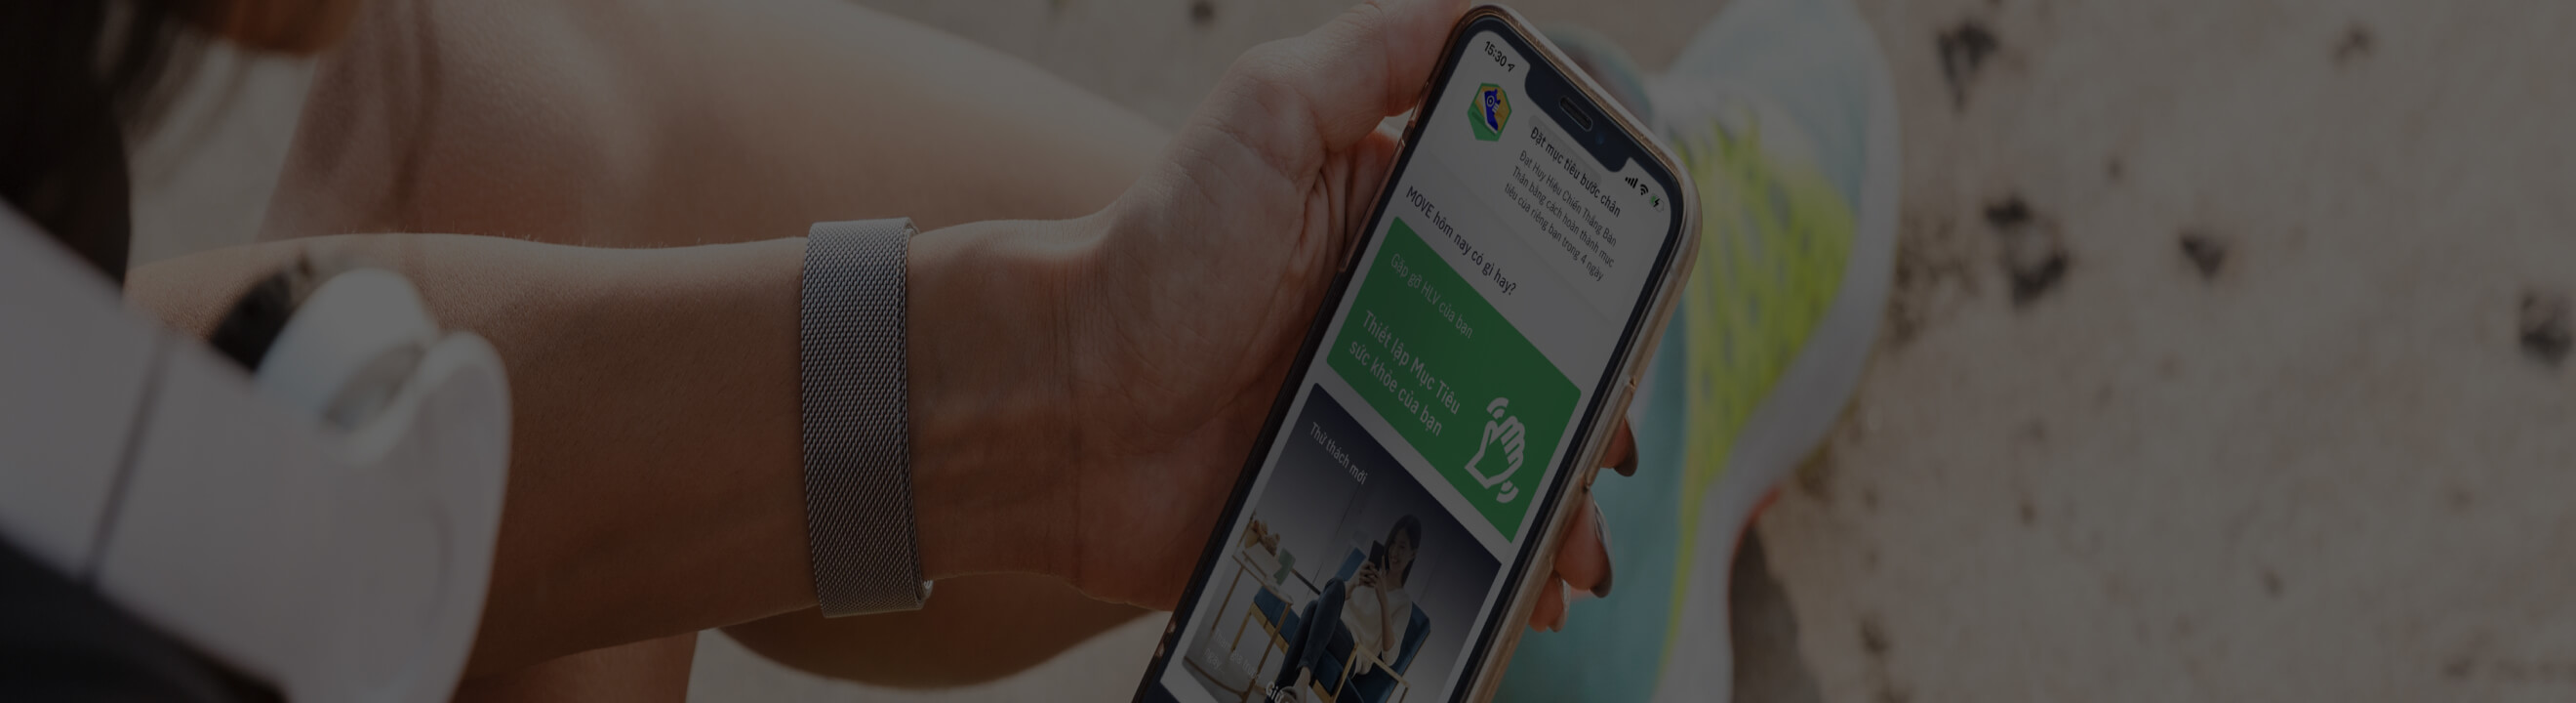 15:30
Đặt mục tiêu bước chân
Đạt Huy Hiệu Chiến Thắng Bản
Thân bằng cách hoàn thành mục
tiêu của riêng bạn trong 4 ngày
MOVE hôm nay có gì hay?
Gặp gỡ HLV của bạn
Thiết lập Mục Tiêu
sức khỏe của bạn
Thử thách mới